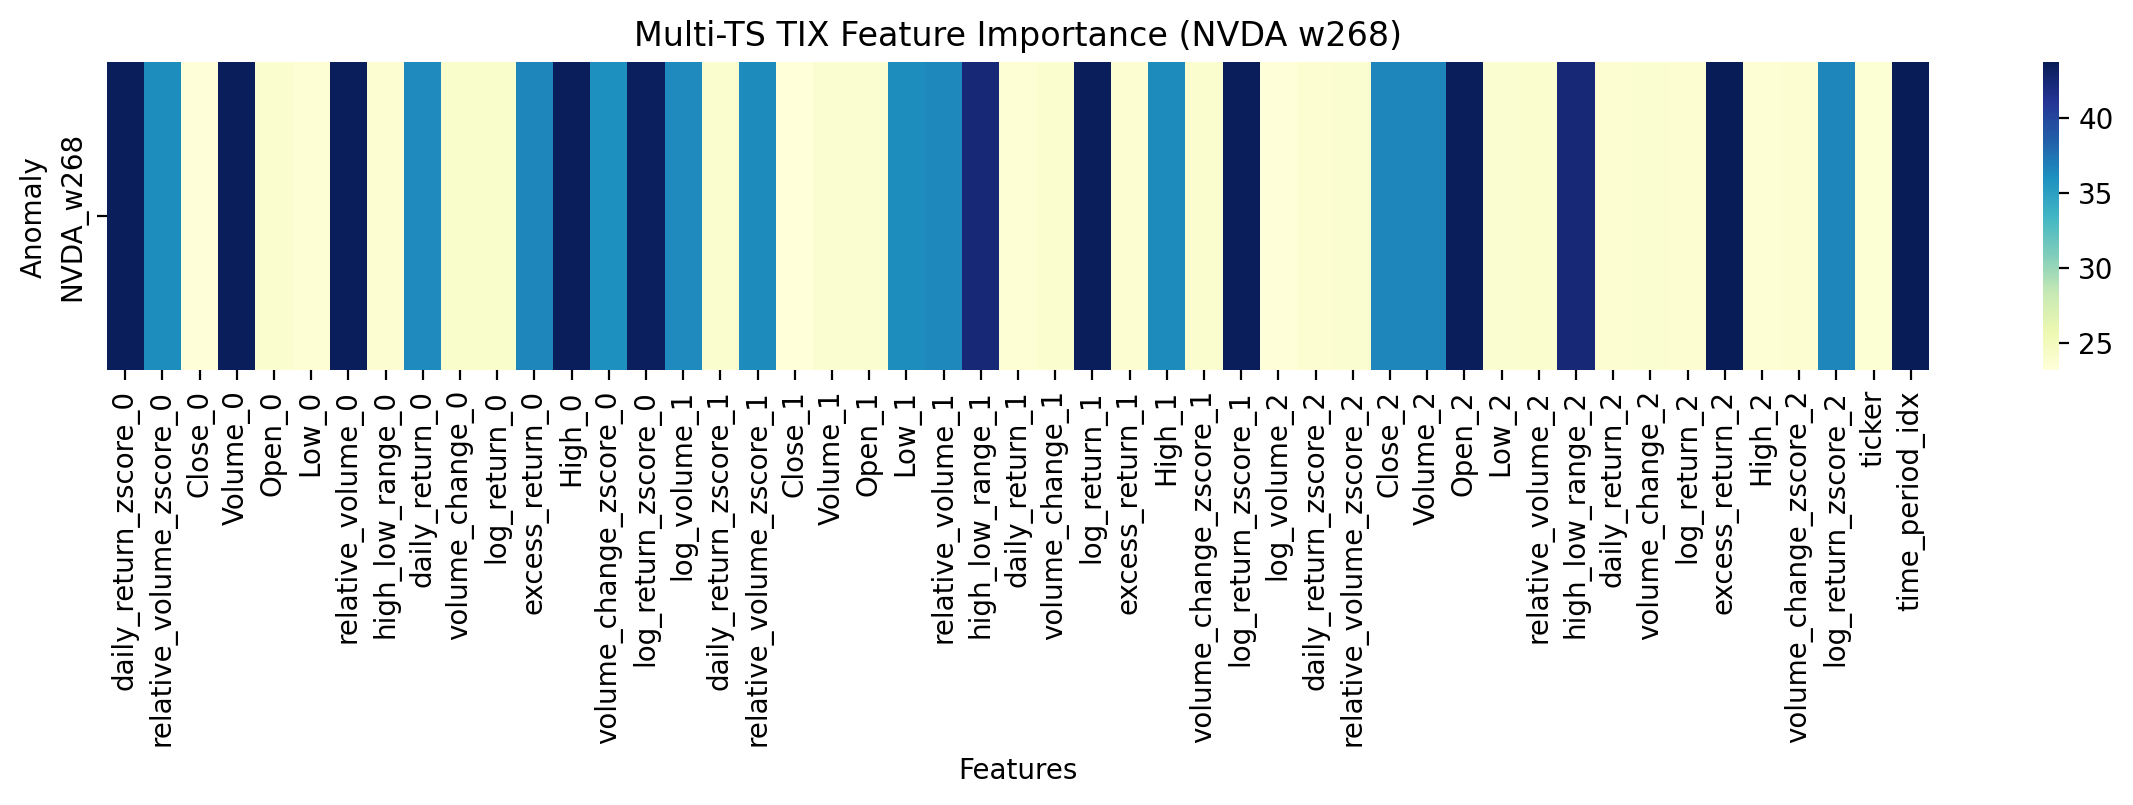 Multi-TS TIX Feature Importance (NVDA w268)
Anomaly
NVDA_w268
40
35
30
25
daily_return_zscore_0
relative_volume_zscore_0
Close_0
Volume_0
Open_0
Low_0
relative_volume_0
high_low_range_0
daily_return_0
volume_change_0
log_return_0
excess_return_0
High_0
volume_change_zscore_0
log_return_zscore_0
log_volume_1
daily_return_zscore_1
relative_volume_zscore_1
Close_1
Volume_1
Open_1
Low_1
relative_volume_1
high_low_range_1
daily_return_1
volume_change_1
log_return_1
excess_return_1
High_1
volume_change_zscore_1
log_return_zscore_1
log_volume_2
daily_return_zscore_2
relative_volume_zscore_2
Close_2
Volume_2
Open_2
Low_2
relative_volume_2
high_low_range_2
daily_return_2
volume_change_2
log_return_2
excess_return_2
High_2
volume_change_zscore_2
log_return_zscore_2
ticker
time_period_idx
Features